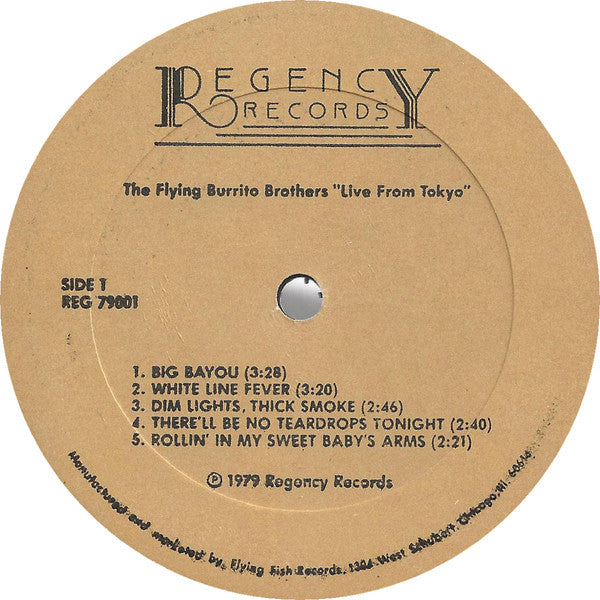 REGENCY
RECORDS
The Flying Burrito Brothers "Live From Tokyo"
SIDE 1
REG 79001
1. BIG BAYOU (3:28)
2. WHITE LINE FEVER (3:20)
3. DIM LIGHTS, THICK SMOKE (2:46)
4. THERE'LL BE NO TEARDROPS TONIGHT (2:40)
5. ROLLIN' IN MY SWEET BABY'S ARMS (2:21)
℗ 1979 Regency Records
Manufactured and marketed by, Flying Fish Records, 1304 West Schubert, Chicago, Ill. 60614